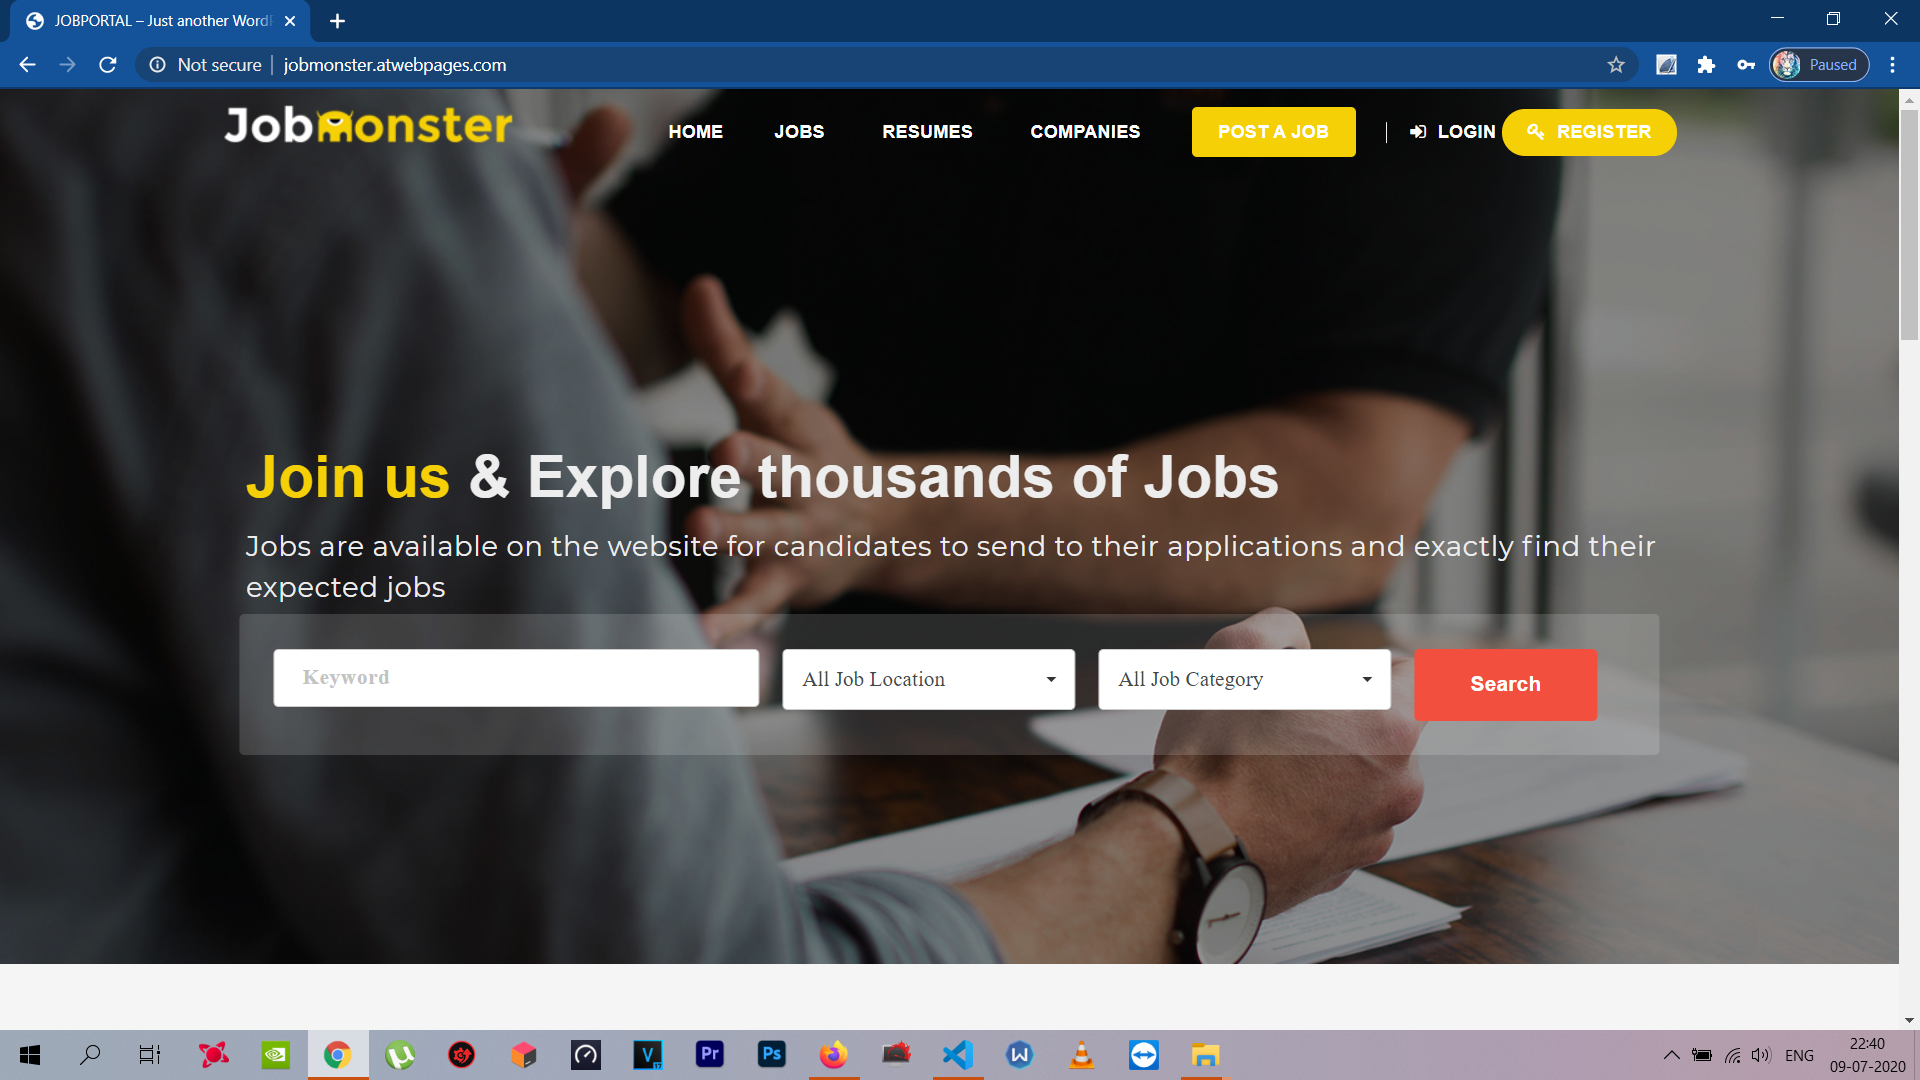 JOBPORTAL – Just another Word
Not secure | jobmonster.atwebpages.com
Paused
Jobmonster
HOME JOBS RESUMES COMPANIES POST A JOB LOGIN REGISTER
Join us & Explore thousands of Jobs
Jobs are available on the website for candidates to send to their applications and exactly find their
expected jobs
Keyword All Job Location All Job Category Search
V Pr Ps W
ENG
22:40
09-07-2020